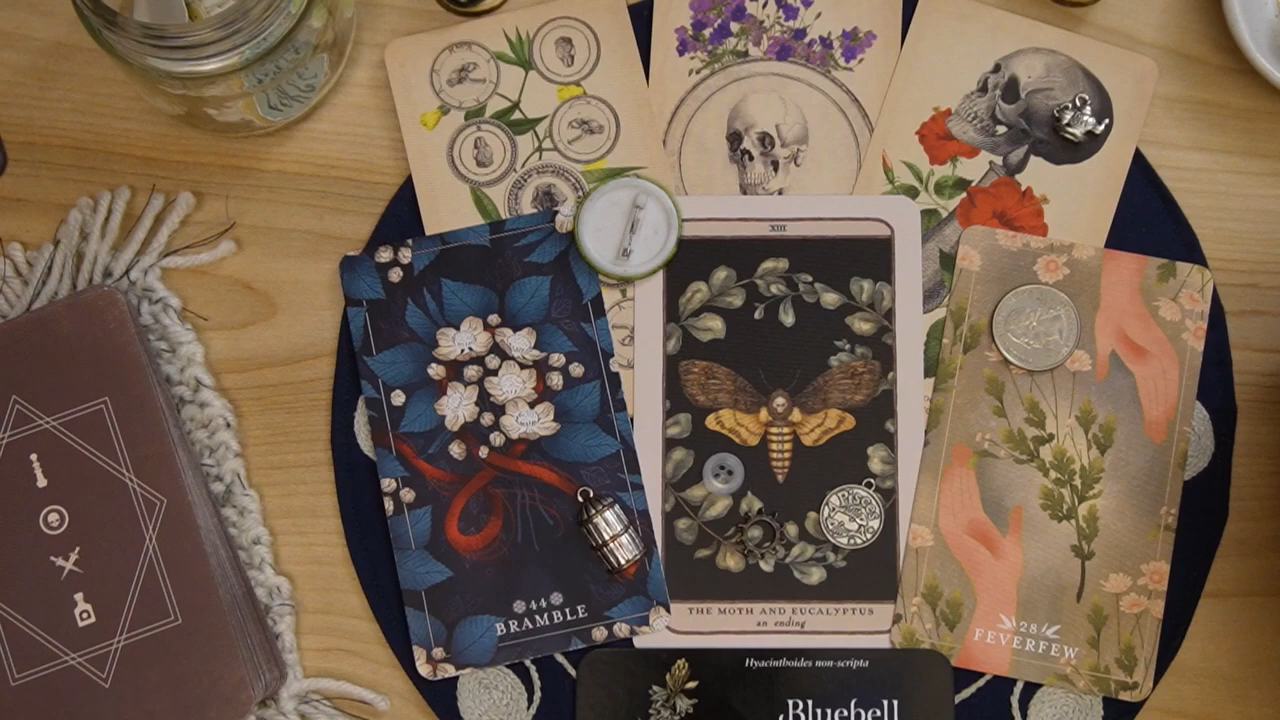 XIII
Pisces
THE MOTH AND EUCALYPTUS
an ending
44
BRAMBLE
28
FEVERFEW
Hyacinthoides non-scripta
Bluebell